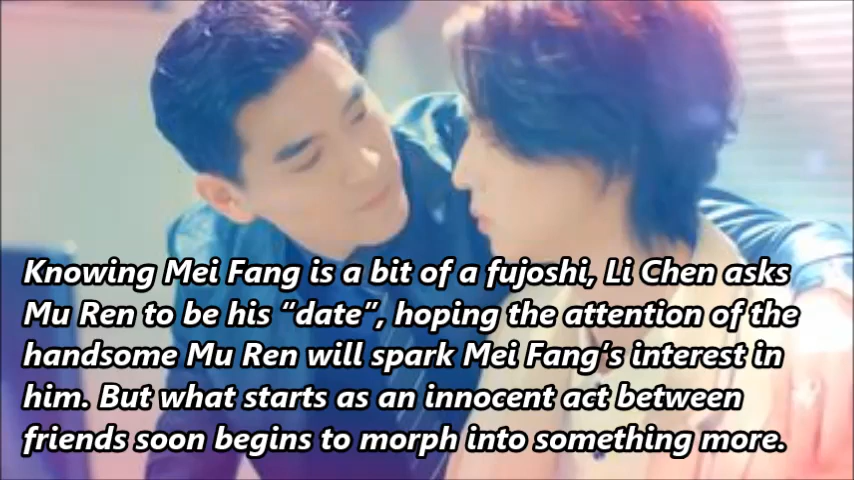 Knowing Mei Fang is a bit of a fujoshi, Li Chen asks
Mu Ren to be his “date”, hoping the attention of the
handsome Mu Ren will spark Mei Fang’s interest in
him. But what starts as an innocent act between
friends soon begins to morph into something more.